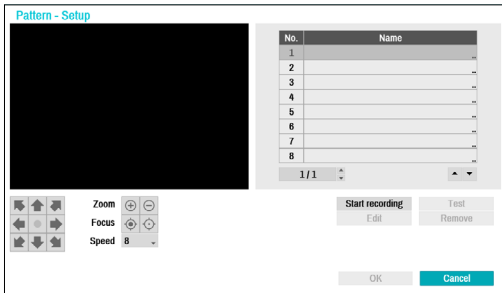 Pattern - Setup
No. Name
1 ...
2 ...
3 ...
4 ...
5 ...
6 ...
7 ...
8 ...
1 / 1
Zoom
Focus
Speed 8
Start recording Test
Edit Remove
OK Cancel